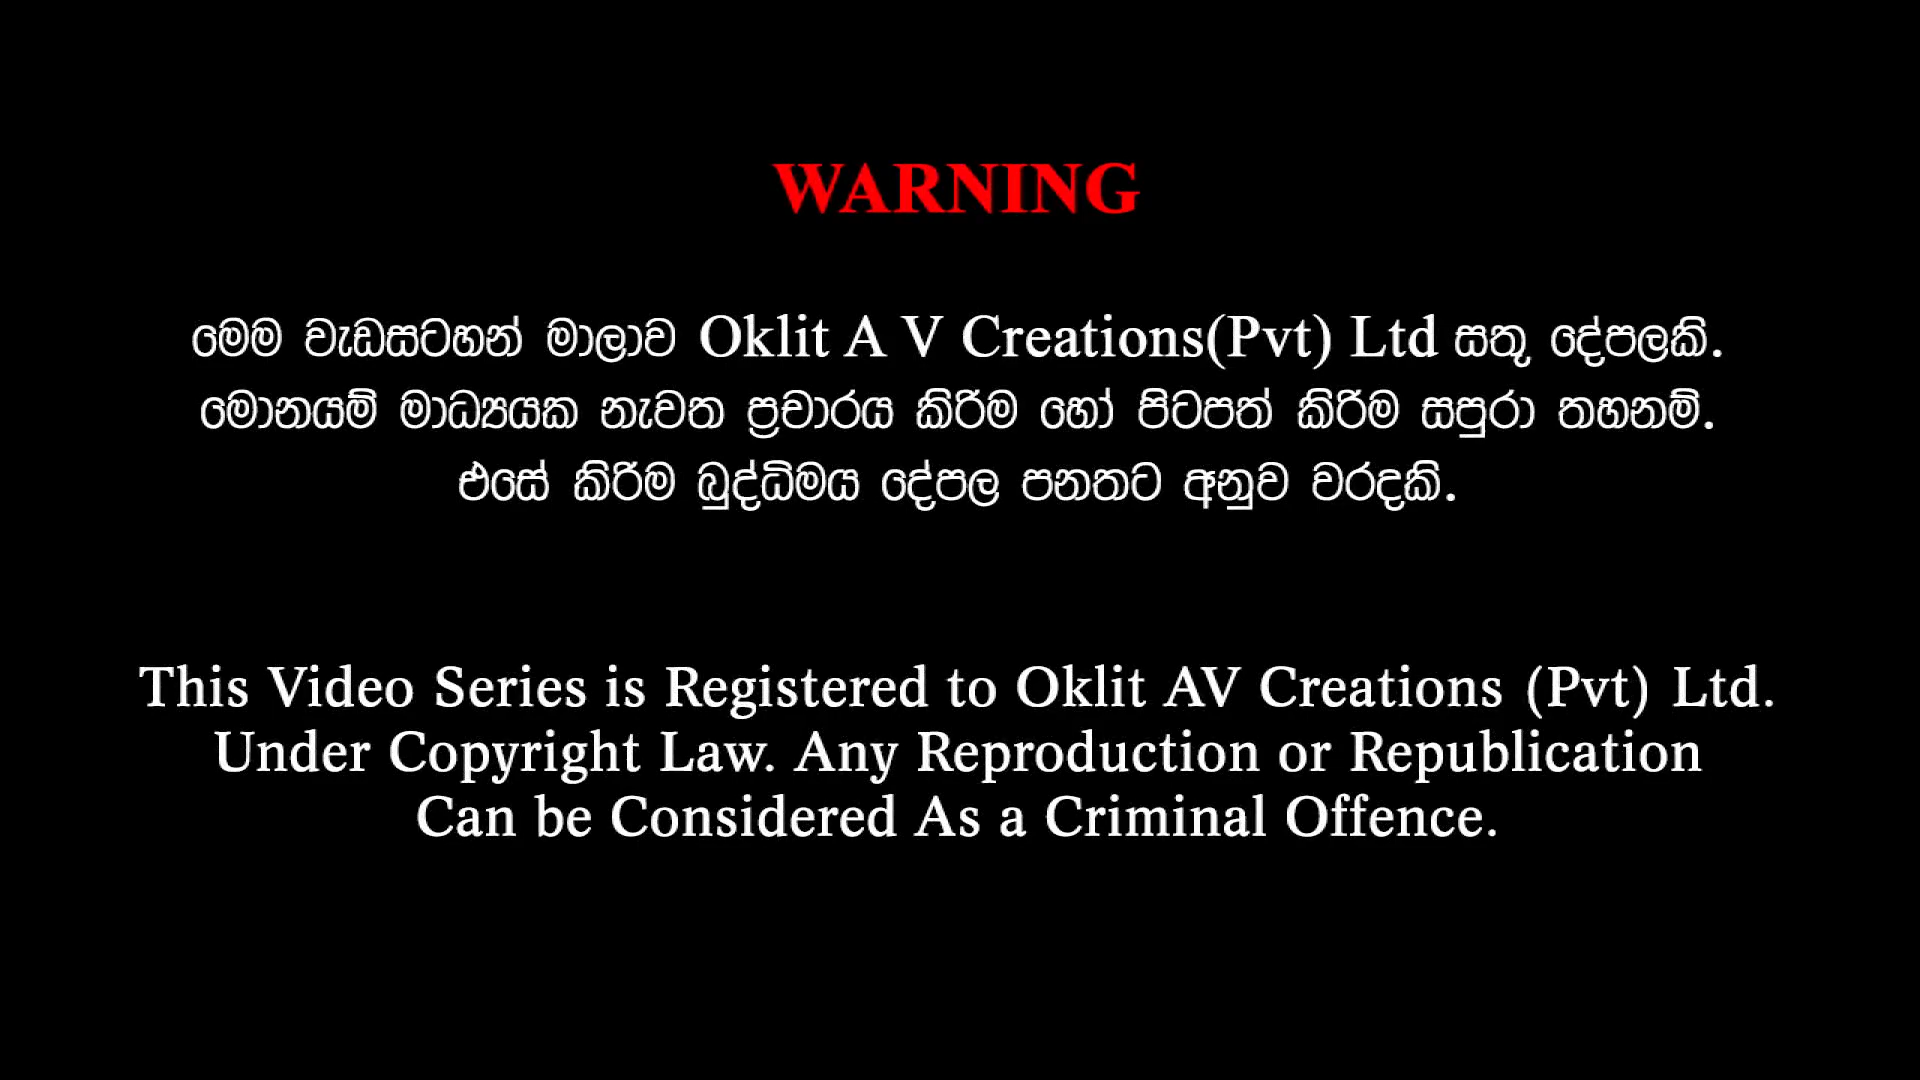 WARNING
මෙම වැඩසටහන් මාලාව Oklit A V Creations(Pvt) Ltd සතු දේපලකි.
මොනයම් මාධ්‍යයක නැවත ප්‍රචාරය කිරිම හෝ පිටපත් කිරිම සපුරා තහනම්.
එසේ කිරිම බුද්ධිමය දේපල පනතට අනුව වරදකි.
This Video Series is Registered to Oklit AV Creations (Pvt) Ltd.
Under Copyright Law. Any Reproduction or Republication
Can be Considered As a Criminal Offence.